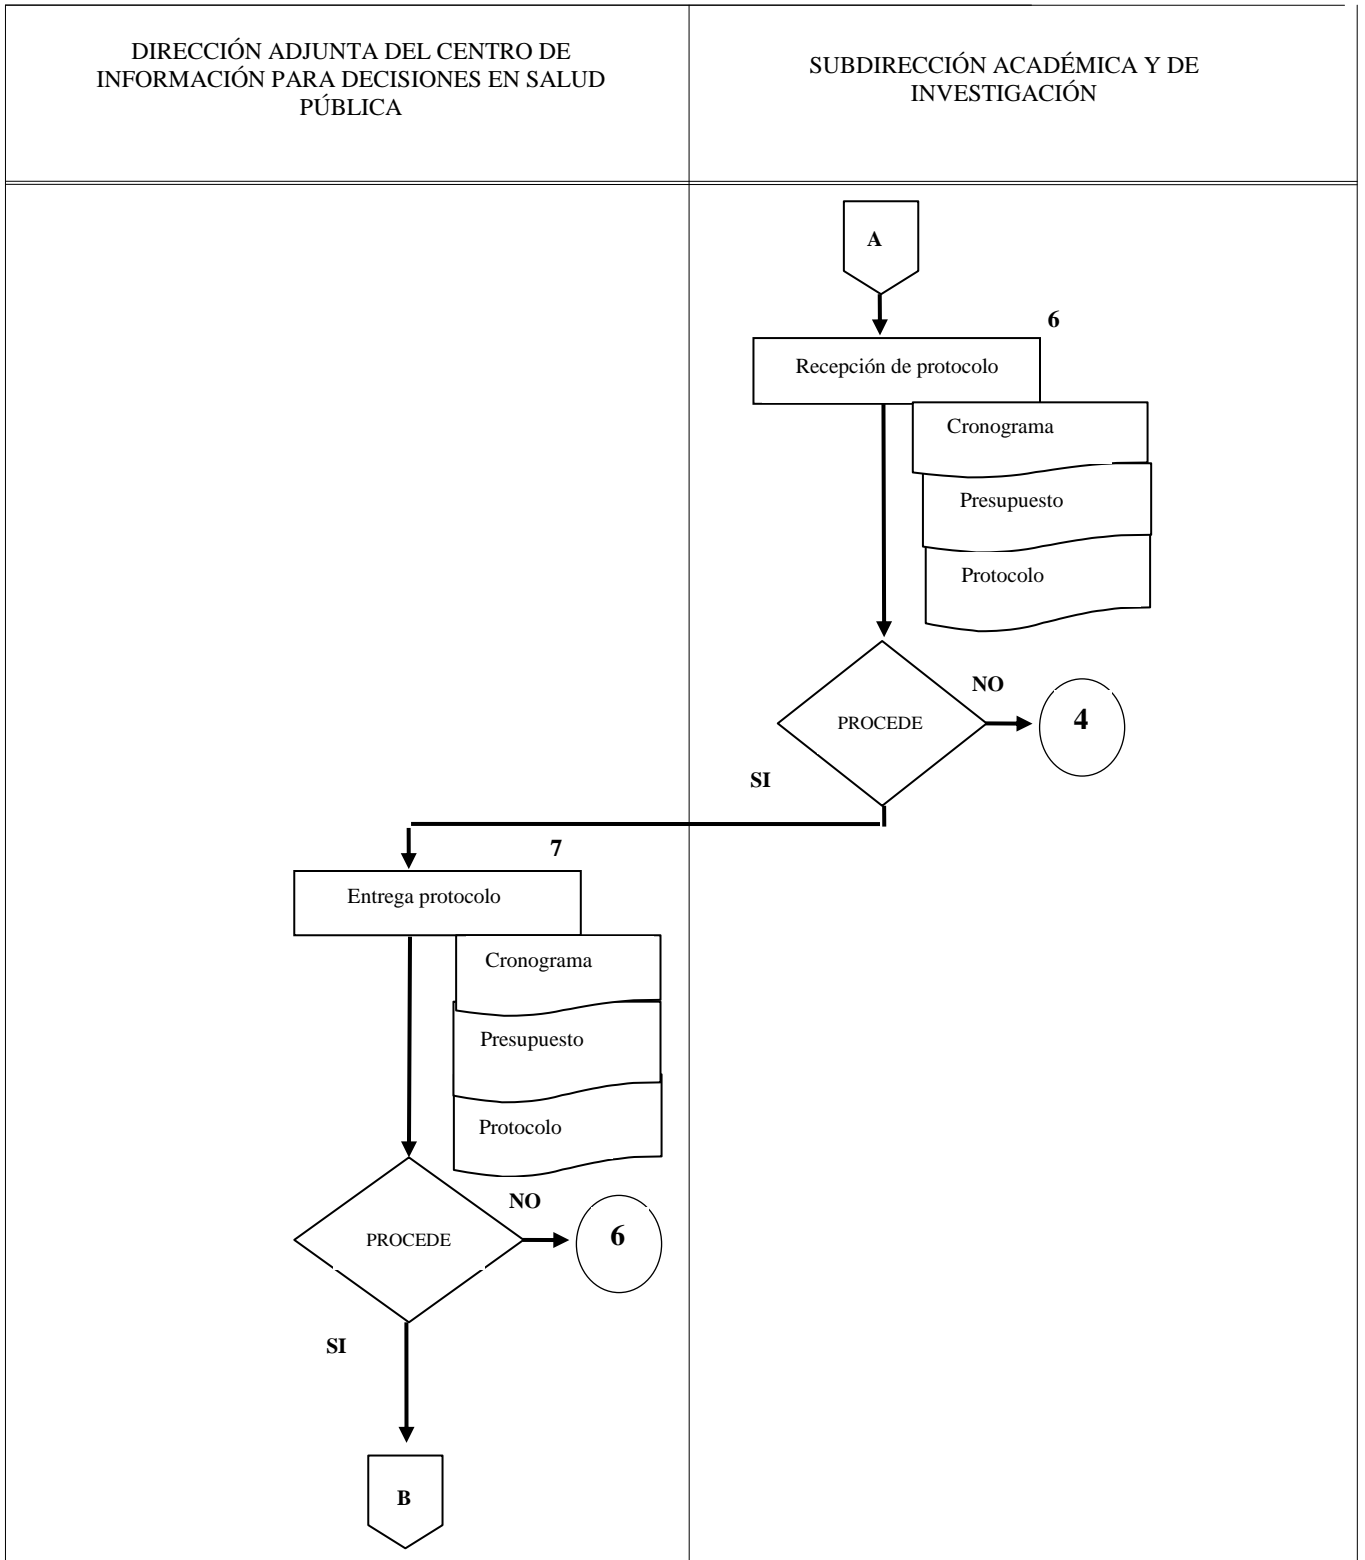 DIRECCIÓN ADJUNTA DEL CENTRO DE
INFORMACIÓN PARA DECISIONES EN SALUD
PÚBLICA
SUBDIRECCIÓN ACADÉMICA Y DE
INVESTIGACIÓN
A
6
Recepción de protocolo
Cronograma
Presupuesto
Protocolo
NO
PROCEDE
4
SI
7
Entrega protocolo
Cronograma
Presupuesto
Protocolo
NO
PROCEDE
6
SI
B